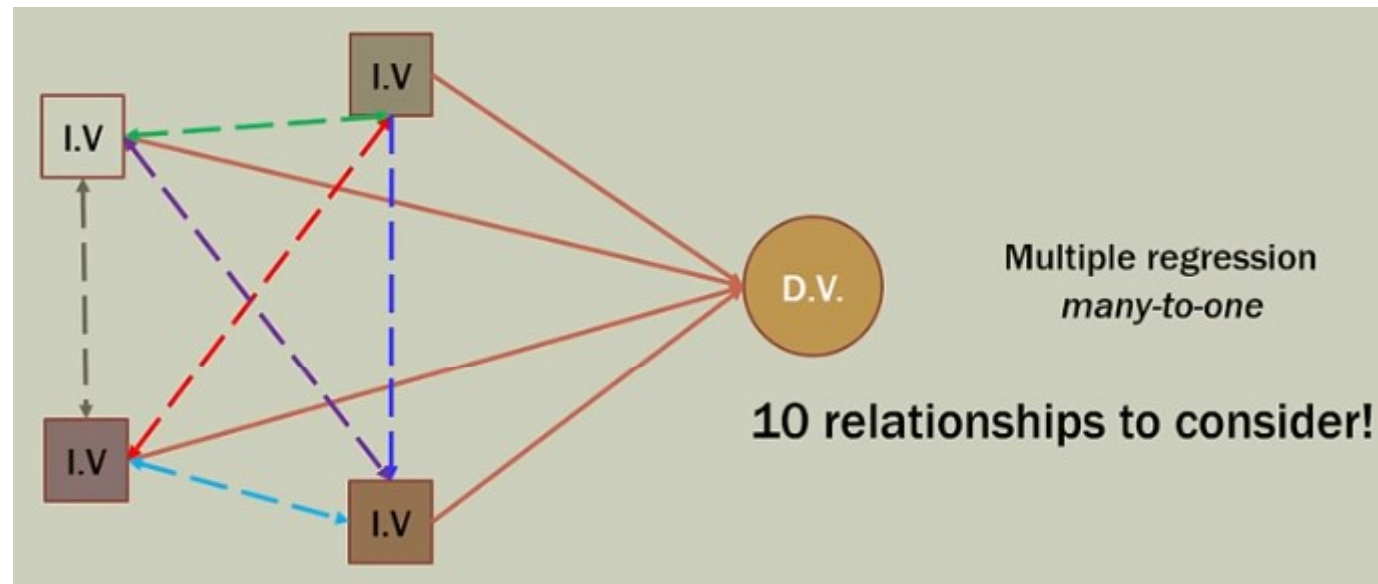 I.V
I.V
I.V
I.V
D.V.
Multiple regression
many-to-one
10 relationships to consider!